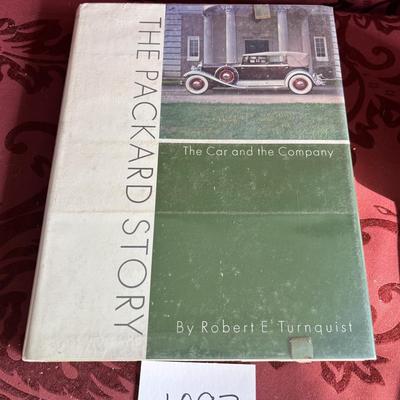 THE PACKARD STORY
The Car and the Company
By Robert E. Turnquist